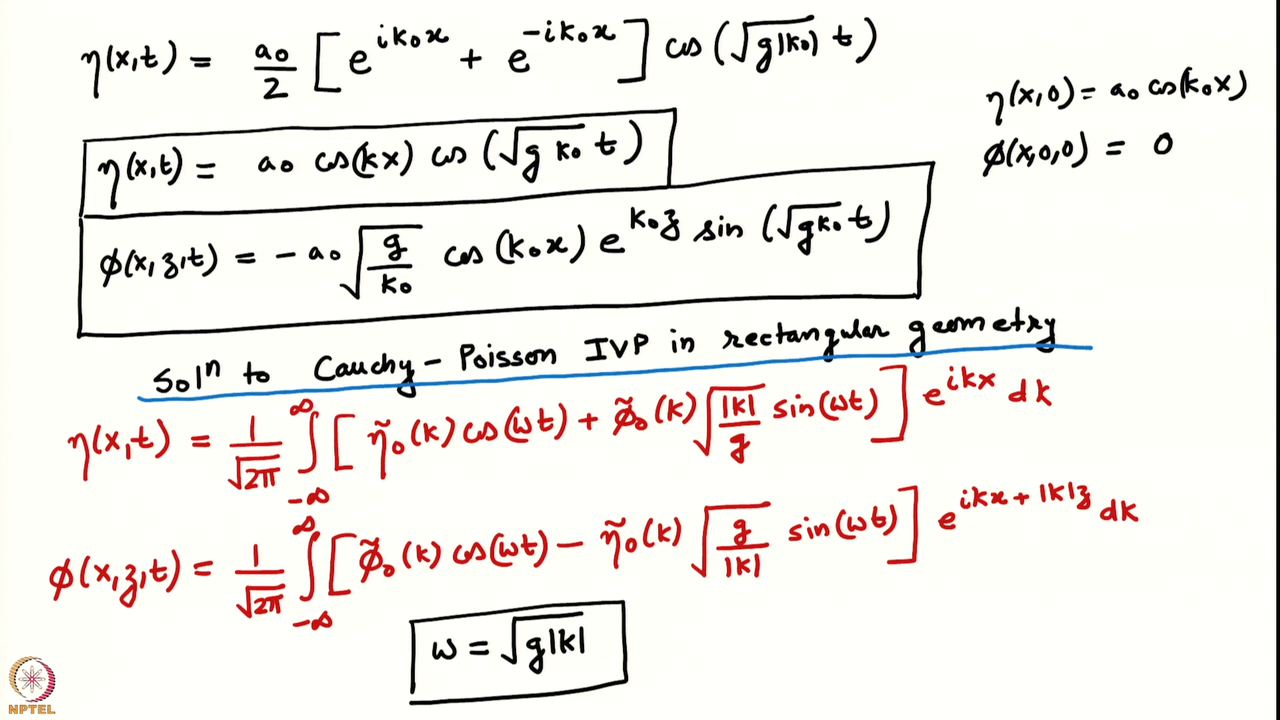 η(x,t) = a₀/2 [ e^{ik₀x} + e^{-ik₀x} ] cos (√(g|k₀|) t)
η(x,0) = a₀ cos(k₀x)
η(x,t) = a₀ cos(kx) cos (√(g k₀) t)
φ(x,0,0) = 0
φ(x,z,t) = - a₀ √(g/k₀) cos(k₀x) e^{k₀z} sin (√(gk₀) t)
Solⁿ to Cauchy - Poisson IVP in rectangular geometry
η(x,t) = 1/√(2π) ∫_{-∞}^{∞} [ η̃₀(k) cos(ωt) + φ̃₀(k) √(|k|/g) sin(ωt) ] e^{ikx} dk
φ(x,z,t) = 1/√(2π) ∫_{-∞}^{∞} [ φ̃₀(k) cos(ωt) - η̃₀(k) √(g/|k|) sin(ωt) ] e^{ikx + |k|z} dk
ω = √(g|k|)
NPTEL